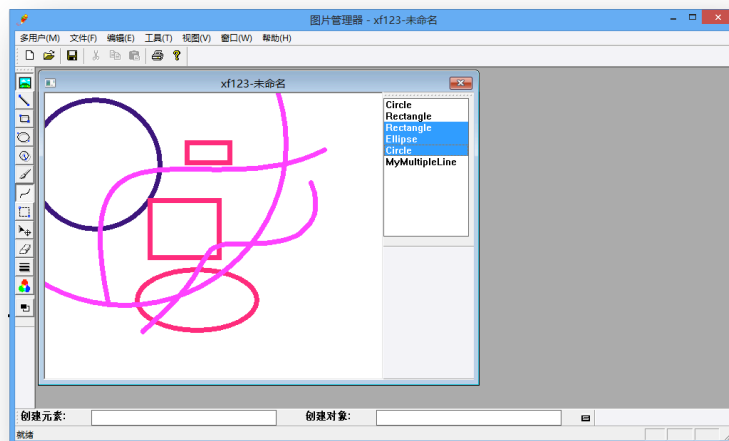 图片管理器 - xf123-未命名
多用户(M) 文件(F) 编辑(E) 工具(T) 视图(V) 窗口(W) 帮助(H)
xf123-未命名
Circle
Rectangle
Rectangle
Ellipse
Circle
MyMultipleLine
创建元素: 创建对象:
就绪